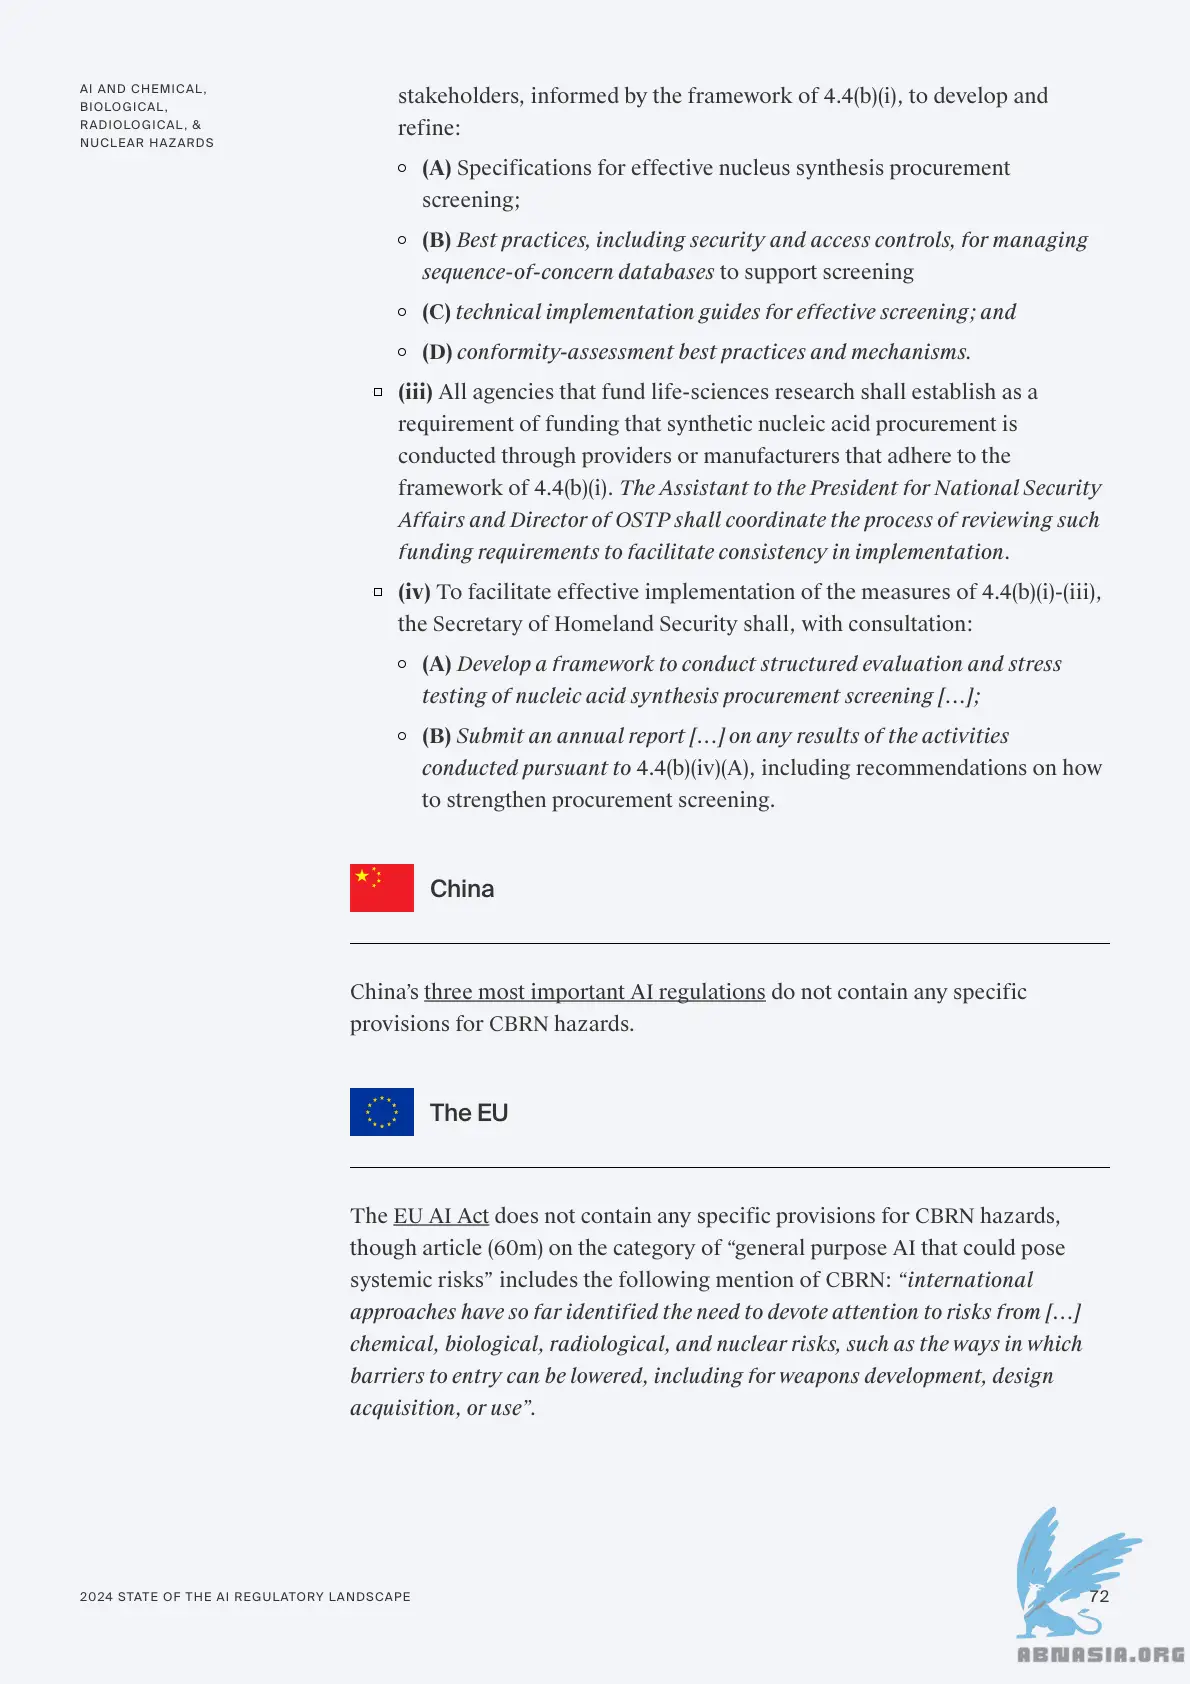 AI AND CHEMICAL,
BIOLOGICAL,
RADIOLOGICAL, &
NUCLEAR HAZARDS
stakeholders, informed by the framework of 4.4(b)(i), to develop and
refine:
(A) Specifications for effective nucleus synthesis procurement
screening;
(B) Best practices, including security and access controls, for managing
sequence-of-concern databases to support screening
(C) technical implementation guides for effective screening; and
(D) conformity-assessment best practices and mechanisms.
(iii) All agencies that fund life-sciences research shall establish as a
requirement of funding that synthetic nucleic acid procurement is
conducted through providers or manufacturers that adhere to the
framework of 4.4(b)(i). The Assistant to the President for National Security
Affairs and Director of OSTP shall coordinate the process of reviewing such
funding requirements to facilitate consistency in implementation.
(iv) To facilitate effective implementation of the measures of 4.4(b)(i)-(iii),
the Secretary of Homeland Security shall, with consultation:
(A) Develop a framework to conduct structured evaluation and stress
testing of nucleic acid synthesis procurement screening […];
(B) Submit an annual report […] on any results of the activities
conducted pursuant to 4.4(b)(iv)(A), including recommendations on how
to strengthen procurement screening.
China
China’s three most important AI regulations do not contain any specific
provisions for CBRN hazards.
The EU
The EU AI Act does not contain any specific provisions for CBRN hazards,
though article (60m) on the category of “general purpose AI that could pose
systemic risks” includes the following mention of CBRN: “international
approaches have so far identified the need to devote attention to risks from […]
chemical, biological, radiological, and nuclear risks, such as the ways in which
barriers to entry can be lowered, including for weapons development, design
acquisition, or use”.
2024 STATE OF THE AI REGULATORY LANDSCAPE
72
ABNASIA.ORG